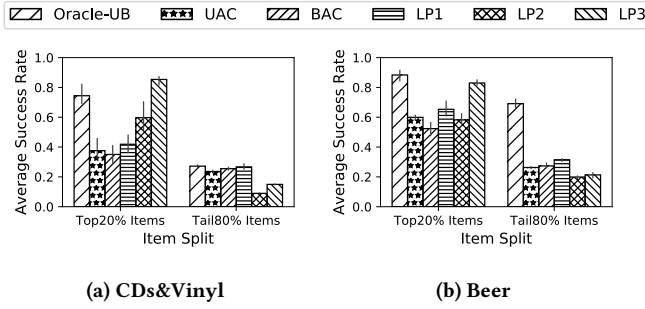 Oracle-UB UAC BAC LP1 LP2 LP3
Average Success Rate
1.0
0.8
0.6
0.4
0.2
0.0
Top20% Items Tail80% Items
Item Split
(a) CDs&Vinyl
Average Success Rate
1.0
0.8
0.6
0.4
0.2
0.0
Top20% Items Tail80% Items
Item Split
(b) Beer